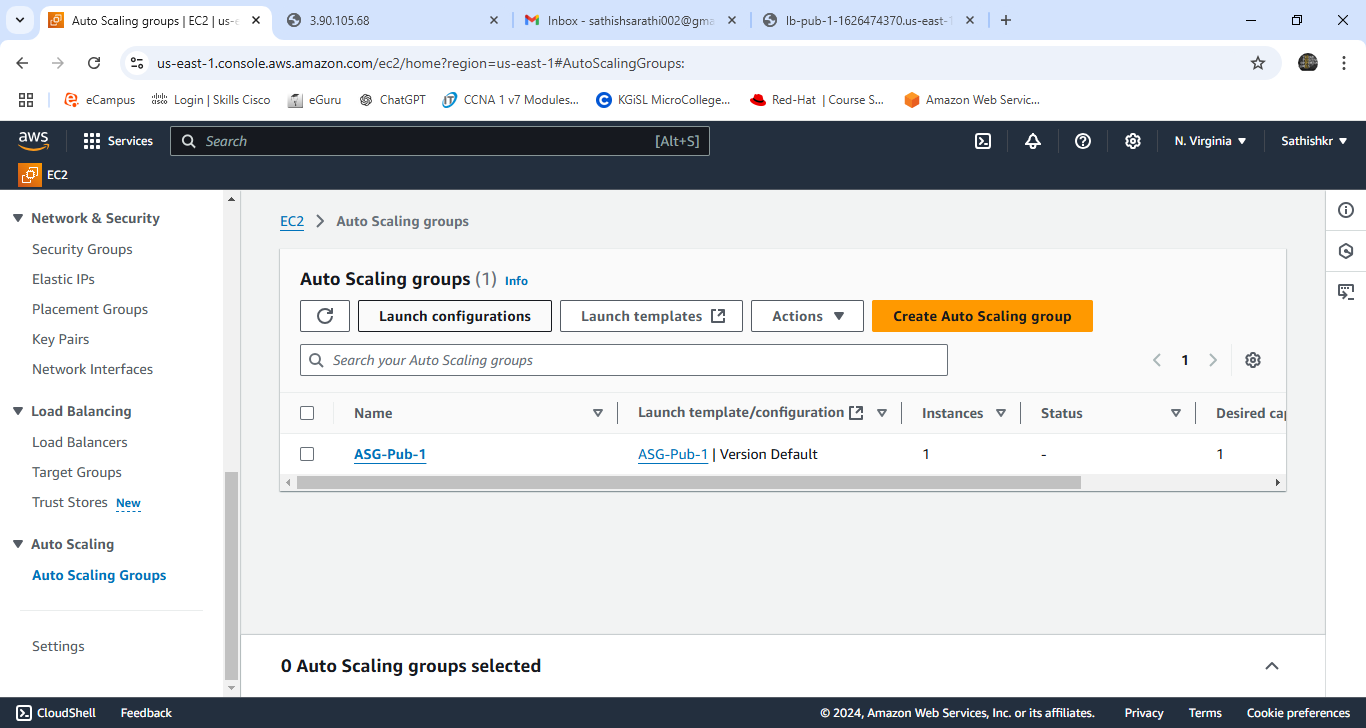 Auto Scaling groups | EC2 | us-e
3.90.105.68
Inbox - sathishsarathi002@gma
lb-pub-1-1626474370.us-east-1
us-east-1.console.aws.amazon.com/ec2/home?region=us-east-1#AutoScalingGroups:
eCampus
Login | Skills Cisco
eGuru
ChatGPT
CCNA 1 v7 Modules...
KGiSL MicroCollege...
Red-Hat | Course S...
Amazon Web Servic...
aws
Services
Search
[Alt+S]
N. Virginia
Sathishkr
EC2
Network & Security
Security Groups
Elastic IPs
Placement Groups
Key Pairs
Network Interfaces
Load Balancing
Load Balancers
Target Groups
Trust Stores New
Auto Scaling
Auto Scaling Groups
Settings
EC2 > Auto Scaling groups
Auto Scaling groups (1) Info
Launch configurations
Launch templates
Actions
Create Auto Scaling group
Search your Auto Scaling groups
1
Name
Launch template/configuration
Instances
Status
Desired cap
ASG-Pub-1
ASG-Pub-1 | Version Default
1
-
1
0 Auto Scaling groups selected
CloudShell
Feedback
© 2024, Amazon Web Services, Inc. or its affiliates.
Privacy
Terms
Cookie preferences